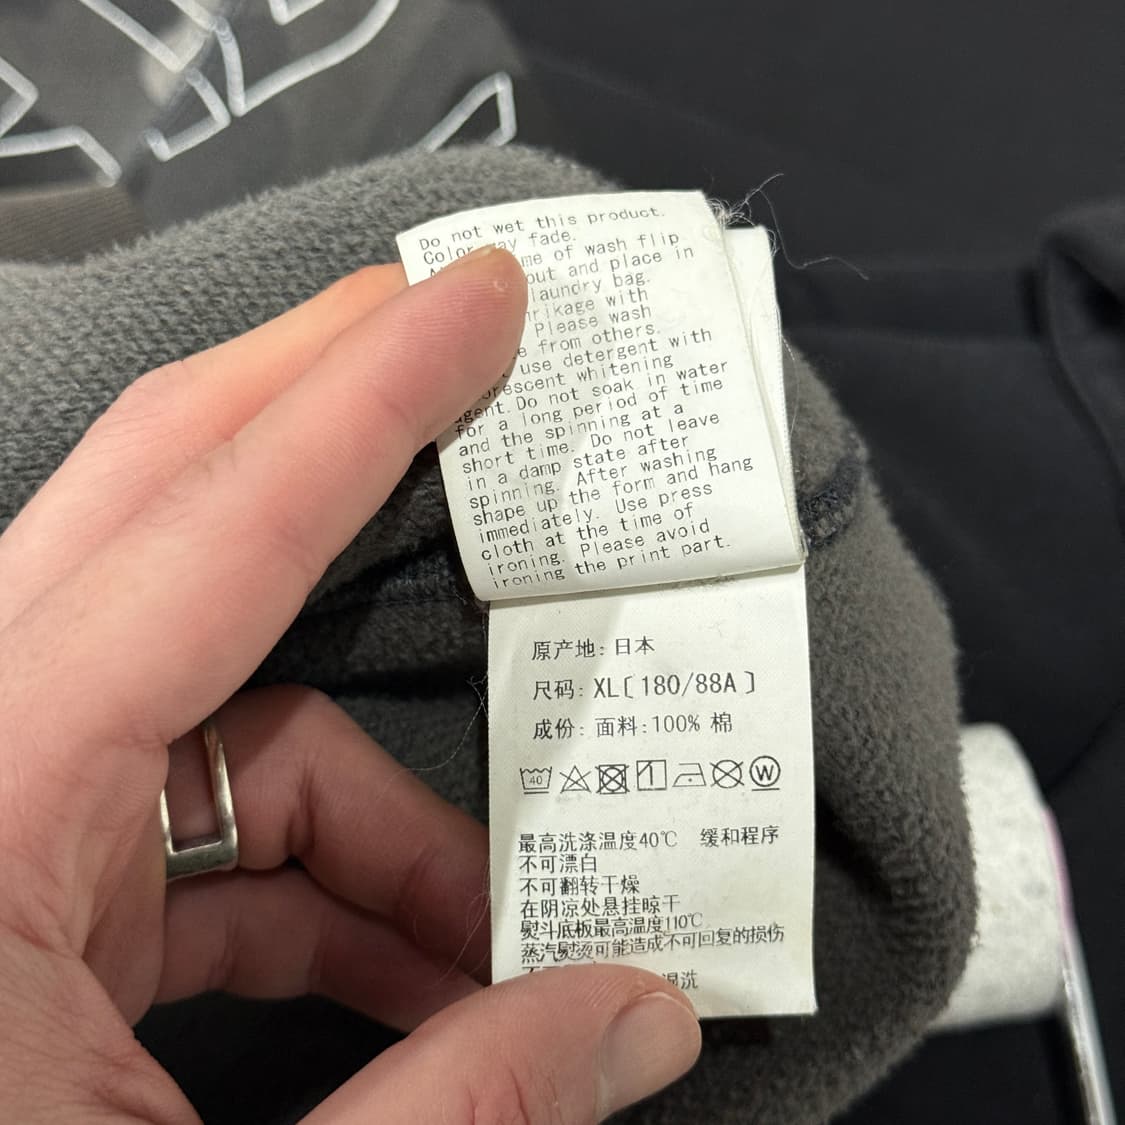 Do not wet this product.
Color may fade.
me of wash flip
out and place in
laundry bag.
with
Please wash
from others.
use detergent with
whitening
agent. Do not soak in water
for a long period of time
and the spinning at a
short time. Do not leave
in a damp state after
spinning. After washing
shape up the form and hang
immediately. Use press
cloth at the time of
ironing. Please avoid
ironing the print part.
原产地: 日本
尺码: XL〔180/88A〕
成份: 面料:100% 棉
40 W
最高洗涤温度40℃ 缓和程序
不可漂白
不可翻转干燥
在阴凉处悬挂晾干
熨斗底板最高温度110℃
蒸汽熨烫可能造成不可回复的损伤
湿洗